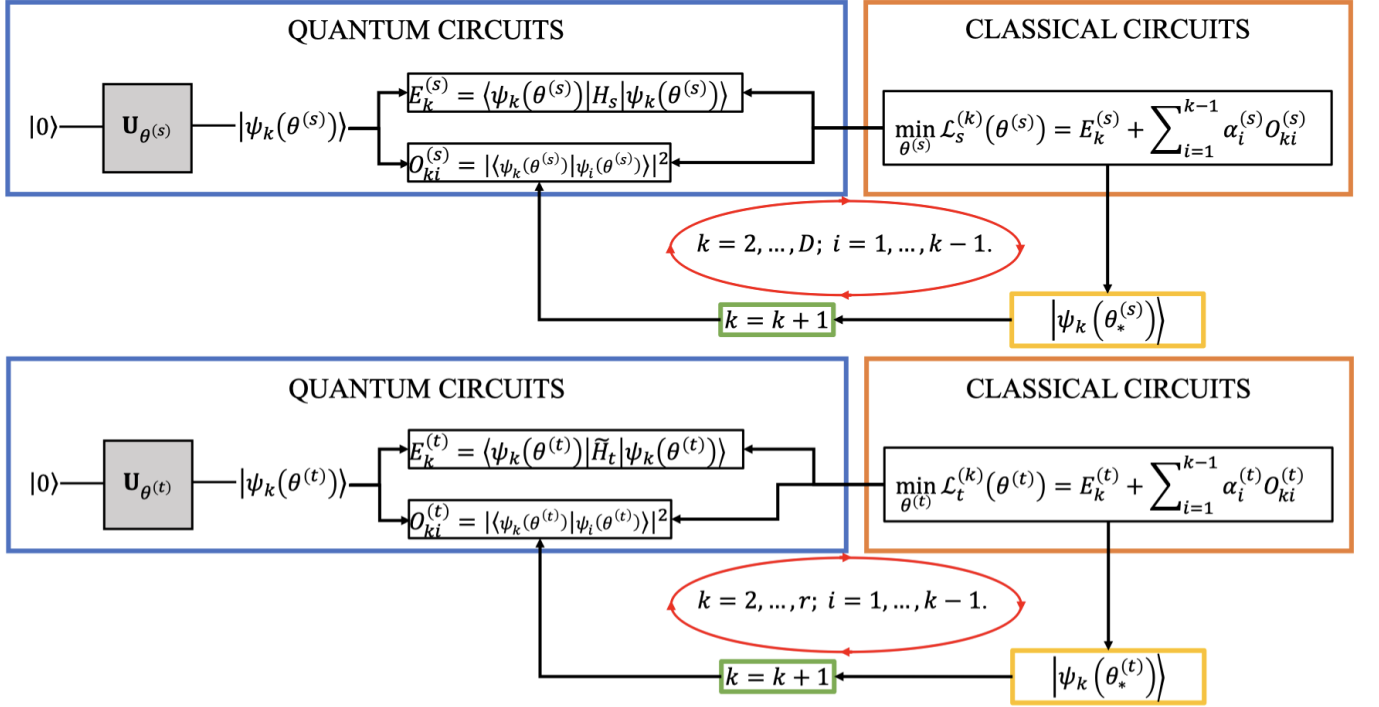 QUANTUM CIRCUITS
CLASSICAL CIRCUITS
|0⟩ U_θ^(s) |ψ_k(θ^(s))⟩
E_k^(s) = ⟨ψ_k(θ^(s))|H_s|ψ_k(θ^(s))⟩
O_ki^(s) = |⟨ψ_k(θ^(s))|ψ_i(θ^(s))⟩|²
min_θ^(s) ℒ_s^(k)(θ^(s)) = E_k^(s) + ∑_{i=1}^{k−1} α_i^(s) O_ki^(s)
k = 2, …, D; i = 1, …, k − 1.
k = k + 1
|ψ_k(θ_*^(s))⟩
QUANTUM CIRCUITS
CLASSICAL CIRCUITS
|0⟩ U_θ^(t) |ψ_k(θ^(t))⟩
E_k^(t) = ⟨ψ_k(θ^(t))|H̃_t|ψ_k(θ^(t))⟩
O_ki^(t) = |⟨ψ_k(θ^(t))|ψ_i(θ^(t))⟩|²
min_θ^(t) ℒ_t^(k)(θ^(t)) = E_k^(t) + ∑_{i=1}^{k−1} α_i^(t) O_ki^(t)
k = 2, …, r; i = 1, …, k − 1.
k = k + 1
|ψ_k(θ_*^(t))⟩